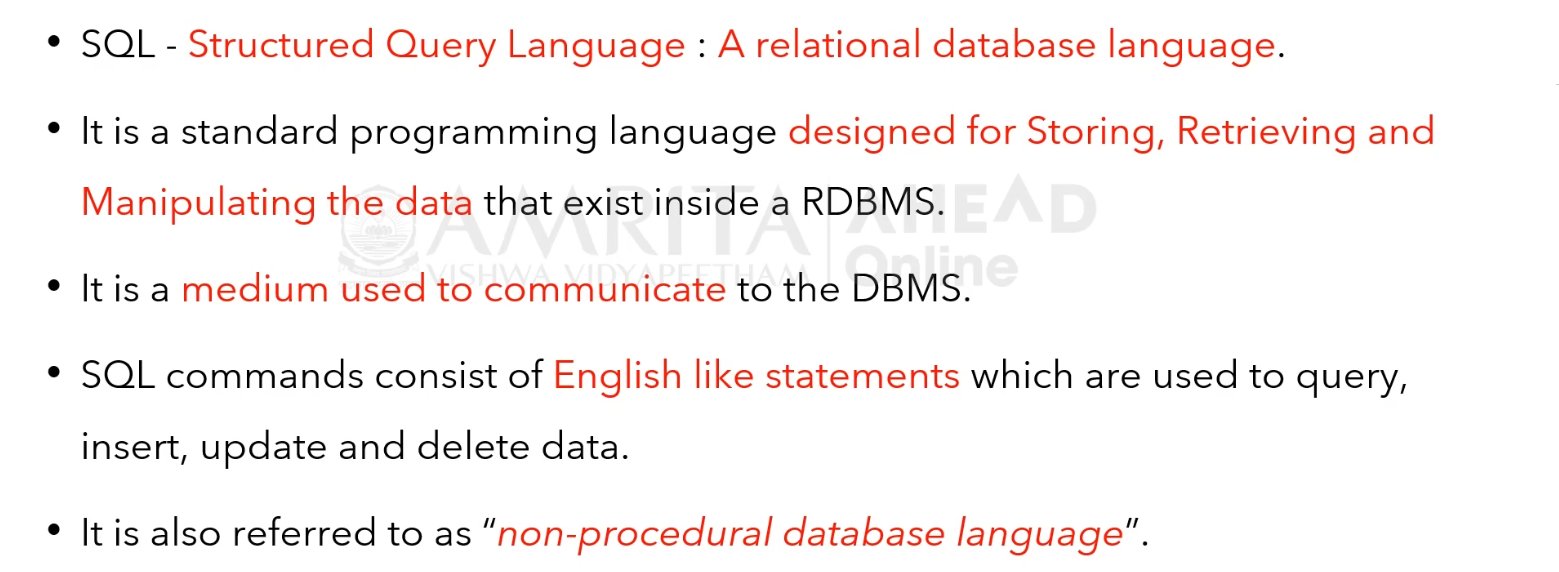 • SQL - Structured Query Language : A relational database language.
• It is a standard programming language designed for Storing, Retrieving and
Manipulating the data that exist inside a RDBMS.
AMRITA AHEAD
VISHWA VIDYAPEETHAM Online
• It is a medium used to communicate to the DBMS.
• SQL commands consist of English like statements which are used to query,
insert, update and delete data.
• It is also referred to as “non-procedural database language”.